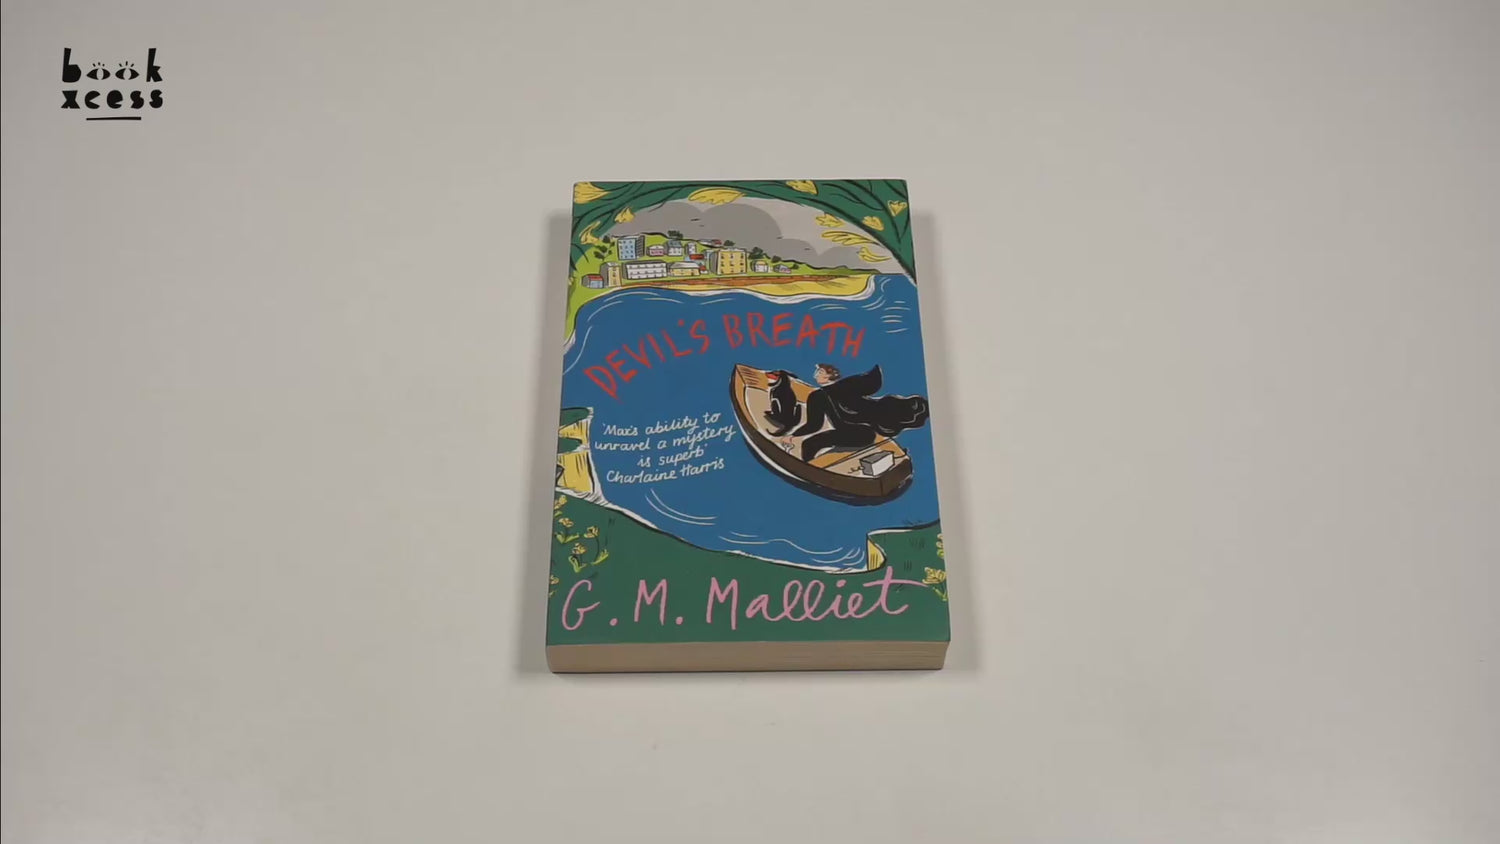 book
xcess
DEVIL'S BREATH
'Max's ability to
unravel a mystery
is superb'
Charlaine Harris
G. M. Malliet